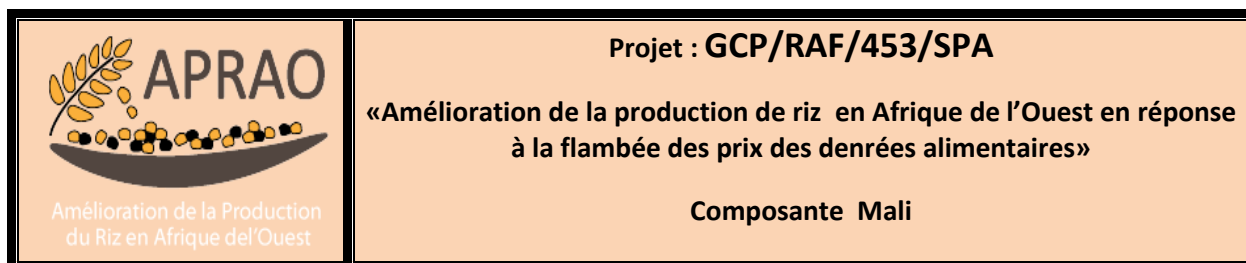 APRAO
Amélioration de la Production
du Riz en Afrique del'Ouest
Projet : GCP/RAF/453/SPA
«Amélioration de la production de riz en Afrique de l'Ouest en réponse
à la flambée des prix des denrées alimentaires»
Composante Mali